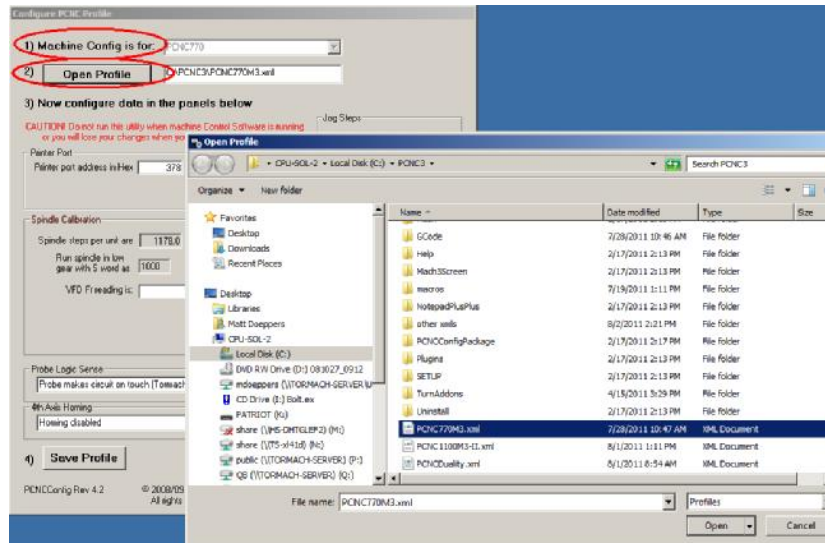 Configure PCNC Profile
1) Machine Config is for: PCNC770
2) Open Profile C:\PCNC3\PCNC770M3.xml
3) Now configure data in the panels below
CAUTION! Do not run this utility when machine Control Software is running
or you will lose your changes when yo
Jog Steps
Printer Port
Printer port address in Hex 378
Spindle Calibration
Spindle steps per unit are 1178.0
Run spindle in low
gear with S word as 1000
VFD F reading is:
Probe Logic Sense
Probe makes circuit on touch (Tormach
4th Axis Homing
Homing disabled
4) Save Profile
PCNCConfig Rev 4.2 © 2008/09
All rights
Open Profile
CPU-SOL-2 Local Disk (C:) PCNC3
Search PCNC3
Organize New folder
Favorites
Desktop
Downloads
Recent Places
Desktop
Libraries
Matt Doeppers
CPU-SOL-2
Local Disk (C:)
DVD RW Drive (D:) 081027_0912
mdoeppers (\\TORMACH-SERVER\U
CD Drive (I:) Bolt.ex
PATRIOT (K:)
public (\\TORMACH-SERVER) (P:)
QB (\\TORMACH-SERVER) (Q:)
Name Date modified Type Size
GCode 7/28/2011 10:46 AM File folder
Help 2/17/2011 2:13 PM File folder
Mach3Screen 2/17/2011 2:13 PM File folder
macros 7/19/2011 1:11 PM File folder
NotepadPlusPlus 2/17/2011 2:13 PM File folder
other xmls 8/2/2011 2:21 PM File folder
PCNCConfigPackage 2/17/2011 2:17 PM File folder
Plugins 2/17/2011 2:13 PM File folder
SETUP 2/17/2011 2:13 PM File folder
TurnAddons 4/15/2011 3:29 PM File folder
Uninstall 2/17/2011 2:13 PM File folder
PCNC770M3.xml 7/28/2011 10:47 AM XML Document
PCNC1100M3-II.xml 8/1/2011 1:11 PM XML Document
PCNCDuality.xml 8/1/2011 8:54 AM XML Document
File name: PCNC770M3.xml Profiles
Open Cancel